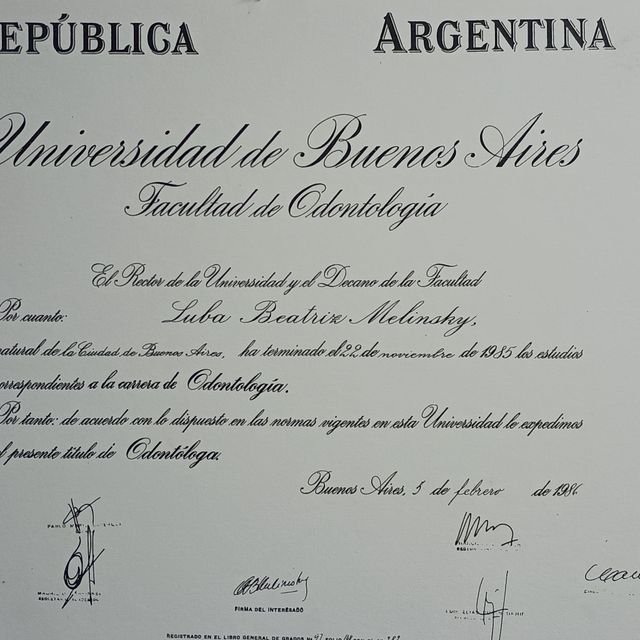 EPÚBLICA ARGENTINA
Universidad de Buenos Aires
Facultad de Odontología
El Rector de la Universidad y el Decano de la Facultad
Por cuanto: Luba Beatriz Melinsky,
natural de la Ciudad de Buenos Aires, ha terminado el 22 de noviembre de 1985 los estudios
orrespondientes a la carrera de Odontología.
Por tanto: de acuerdo con lo dispuesto en las normas vigentes en esta Universidad le expedimos
l presente título de Odontóloga.
Buenos Aires, 5 de febrero de 1986
FIRMA DEL INTERESADO
REGISTRADO EN EL LIBRO GENERAL DE GRADOS Nº